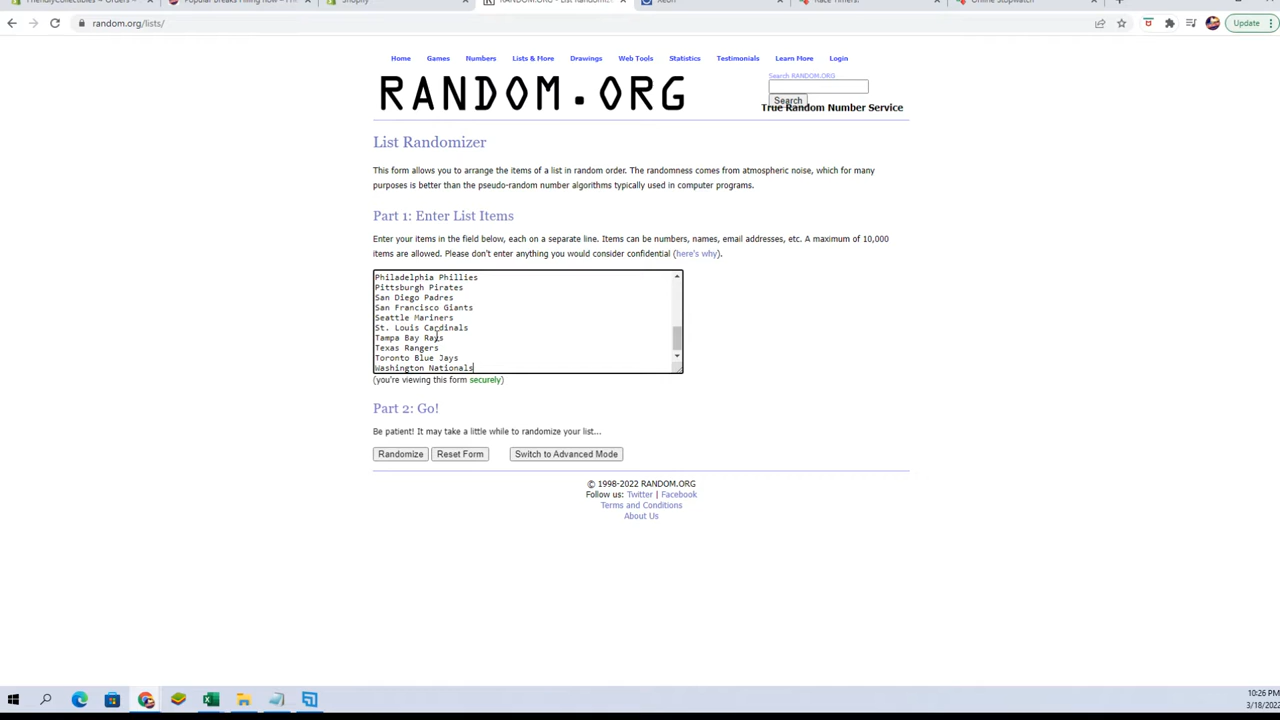 random.org/lists/
Update
Home Games Numbers Lists & More Drawings Web Tools Statistics Testimonials Learn More Login
RANDOM.ORG
Search RANDOM.ORG
Search
True Random Number Service
List Randomizer
This form allows you to arrange the items of a list in random order. The randomness comes from atmospheric noise, which for many
purposes is better than the pseudo-random number algorithms typically used in computer programs.
Part 1: Enter List Items
Enter your items in the field below, each on a separate line. Items can be numbers, names, email addresses, etc. A maximum of 10,000
items are allowed. Please don't enter anything you would consider confidential (here's why).
Philadelphia Phillies
Pittsburgh Pirates
San Diego Padres
San Francisco Giants
Seattle Mariners
St. Louis Cardinals
Tampa Bay Rays
Texas Rangers
Toronto Blue Jays
Washington Nationals
(you're viewing this form securely)
Part 2: Go!
Be patient! It may take a little while to randomize your list...
Randomize Reset Form Switch to Advanced Mode
© 1998-2022 RANDOM.ORG
Follow us: Twitter | Facebook
Terms and Conditions
About Us
10:26 PM
3/18/2022